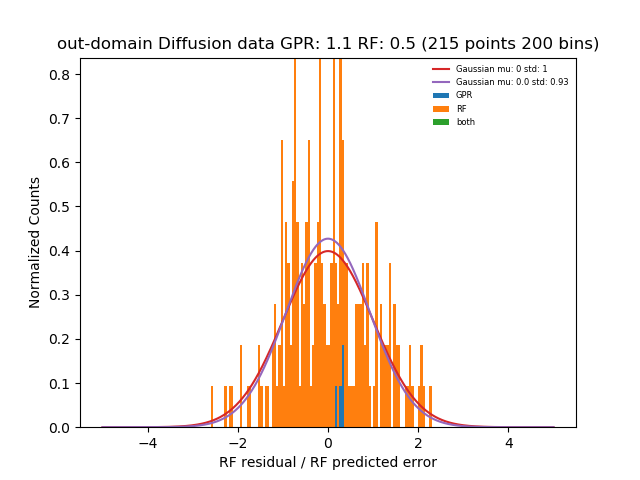 out-domain Diffusion data GPR: 1.1 RF: 0.5 (215 points 200 bins)
Gaussian mu: 0 std: 1
Gaussian mu: 0.0 std: 0.93
GPR
RF
both
Normalized Counts
0.8
0.7
0.6
0.5
0.4
0.3
0.2
0.1
0.0
−4 −2 0 2 4
RF residual / RF predicted error